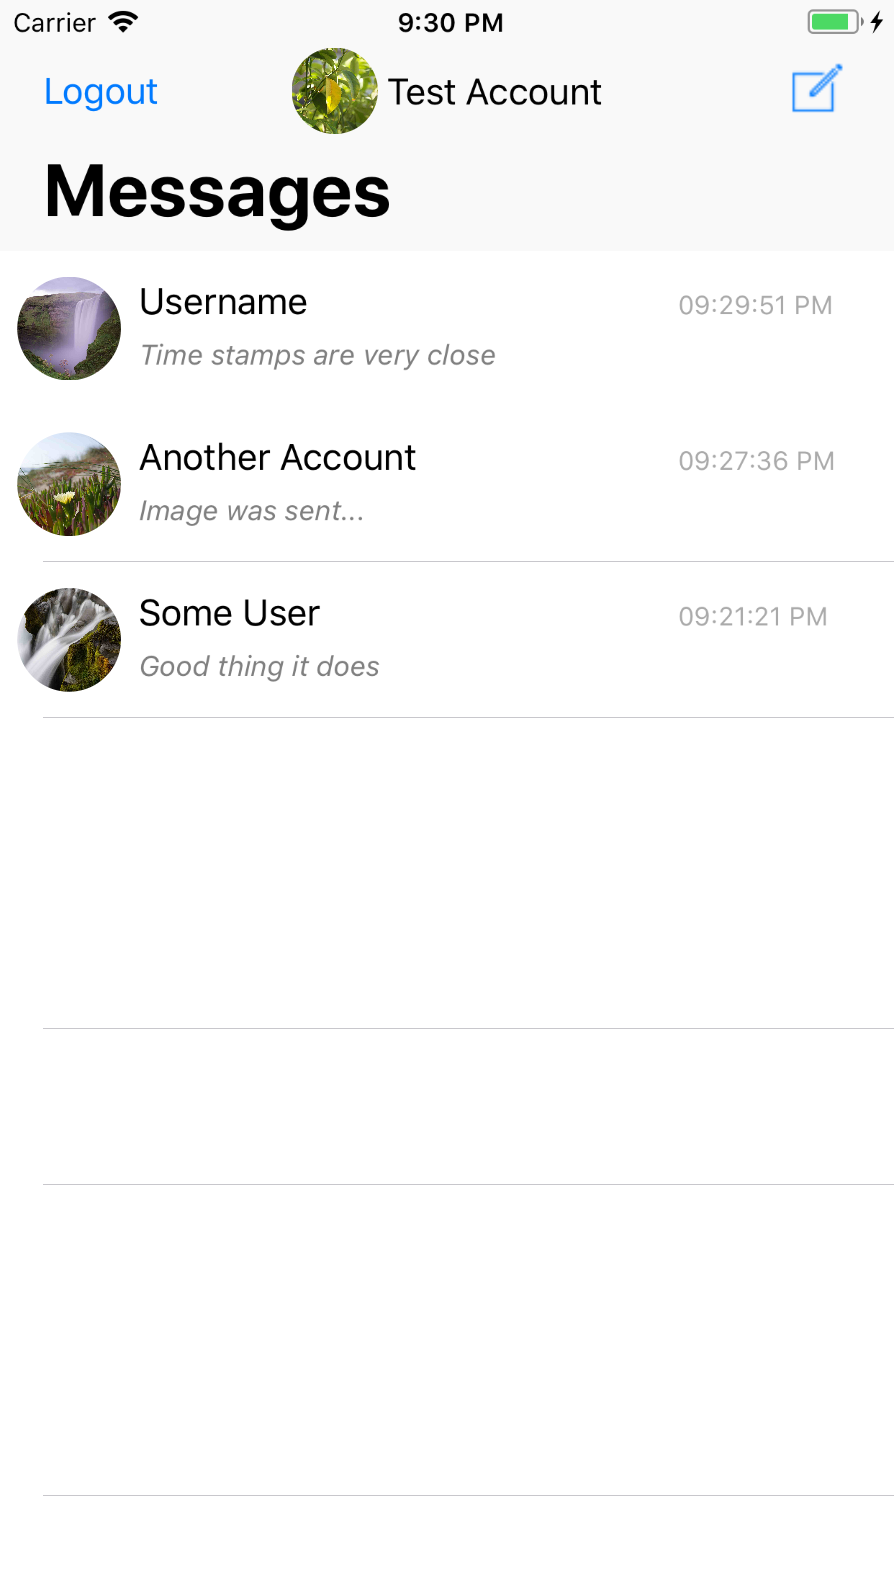 Carrier 9:30 PM
Logout Test Account
Messages
Username 09:29:51 PM
Time stamps are very close
Another Account 09:27:36 PM
Image was sent...
Some User 09:21:21 PM
Good thing it does